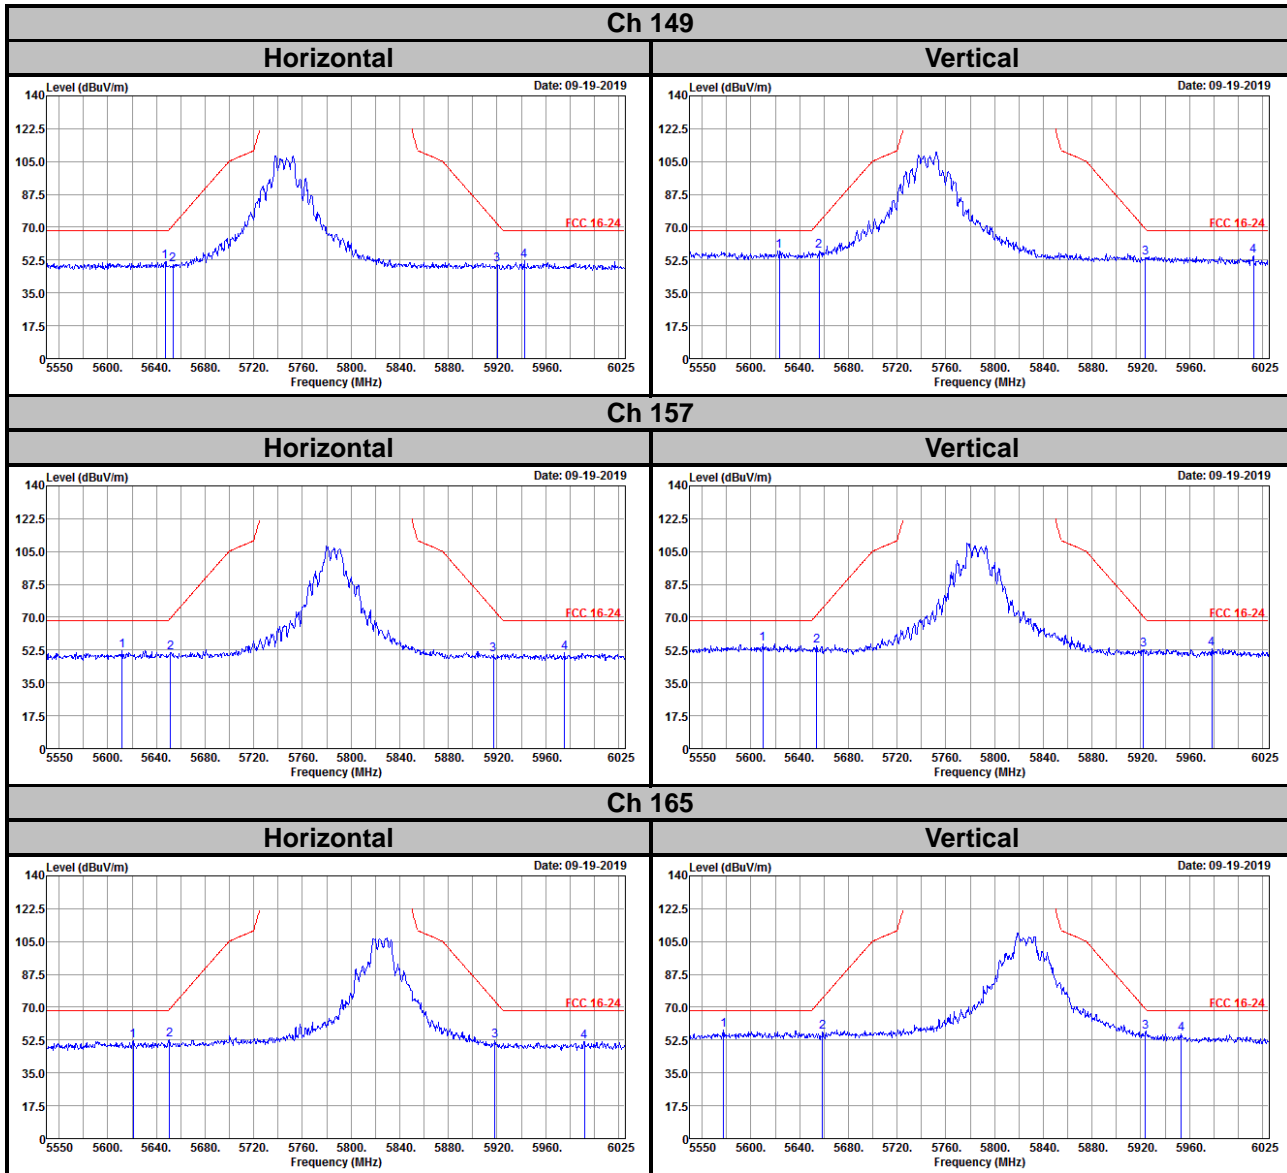 Ch 149
Horizontal Vertical
Level (dBuV/m) Date: 09-19-2019 Level (dBuV/m) Date: 09-19-2019
140 140
122.5 122.5
105.0 105.0
87.5 87.5
70.0 FCC 16-24 70.0 FCC 16-24
52.5 1 2 3 4 52.5 1 2 3 4
35.0 35.0
17.5 17.5
0 0
5550 5600. 5640. 5680. 5720. 5760. 5800. 5840. 5880. 5920. 5960. 6025 5550 5600. 5640. 5680. 5720. 5760. 5800. 5840. 5880. 5920. 5960. 6025
Frequency (MHz) Frequency (MHz)
Ch 157
Horizontal Vertical
Level (dBuV/m) Date: 09-19-2019 Level (dBuV/m) Date: 09-19-2019
140 140
122.5 122.5
105.0 105.0
87.5 87.5
70.0 FCC 16-24 70.0 FCC 16-24
52.5 1 2 3 4 52.5 1 2 3 4
35.0 35.0
17.5 17.5
0 0
5550 5600. 5640. 5680. 5720. 5760. 5800. 5840. 5880. 5920. 5960. 6025 5550 5600. 5640. 5680. 5720. 5760. 5800. 5840. 5880. 5920. 5960. 6025
Frequency (MHz) Frequency (MHz)
Ch 165
Horizontal Vertical
Level (dBuV/m) Date: 09-19-2019 Level (dBuV/m) Date: 09-19-2019
140 140
122.5 122.5
105.0 105.0
87.5 87.5
70.0 FCC 16-24 70.0 FCC 16-24
52.5 1 2 3 4 52.5 1 2 3 4
35.0 35.0
17.5 17.5
0 0
5550 5600. 5640. 5680. 5720. 5760. 5800. 5840. 5880. 5920. 5960. 6025 5550 5600. 5640. 5680. 5720. 5760. 5800. 5840. 5880. 5920. 5960. 6025
Frequency (MHz) Frequency (MHz)